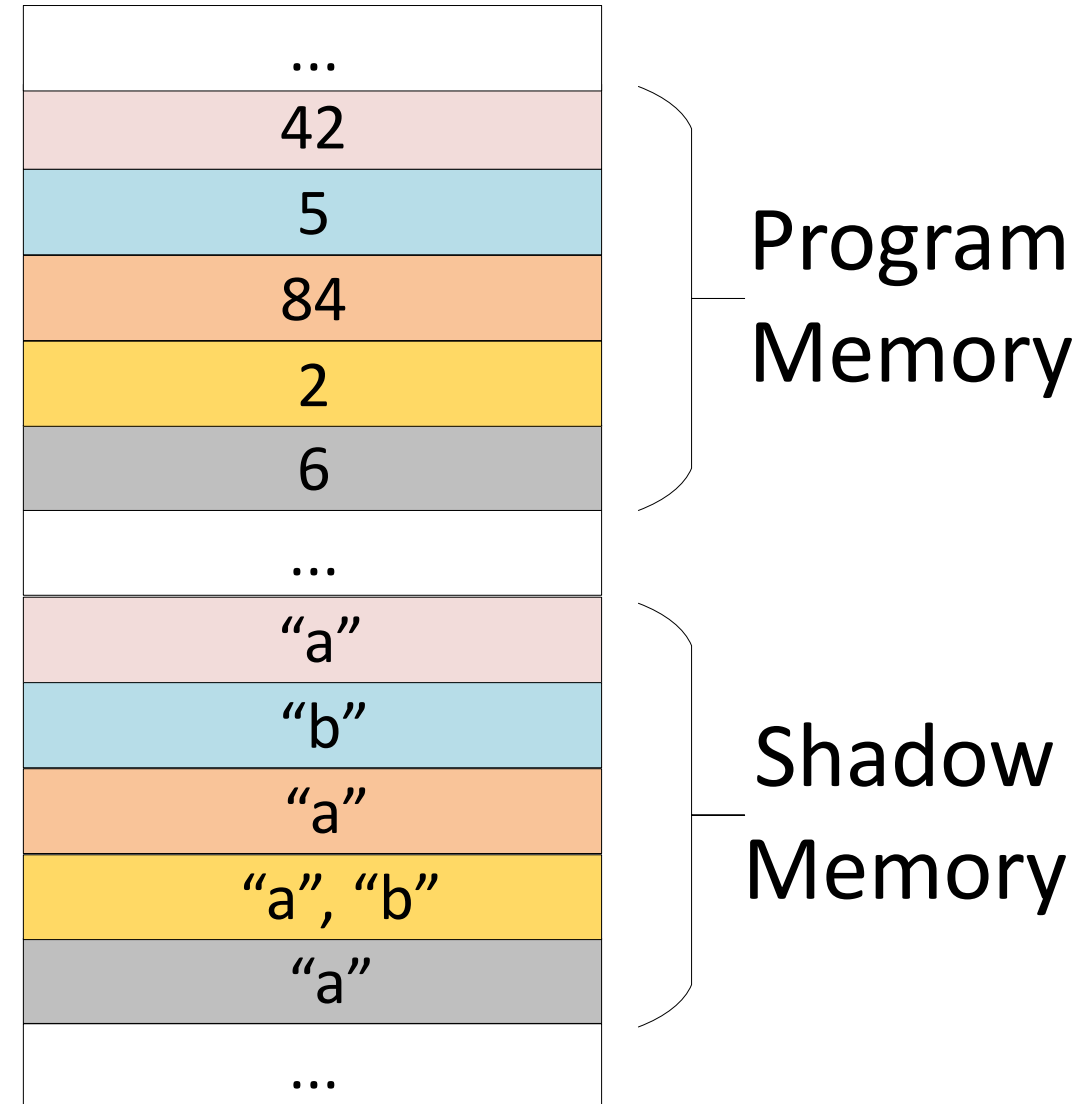 ...
42
5
84
2
6
...
Program
Memory
“a”
“b”
“a”
“a”, “b”
“a”
...
Shadow
Memory